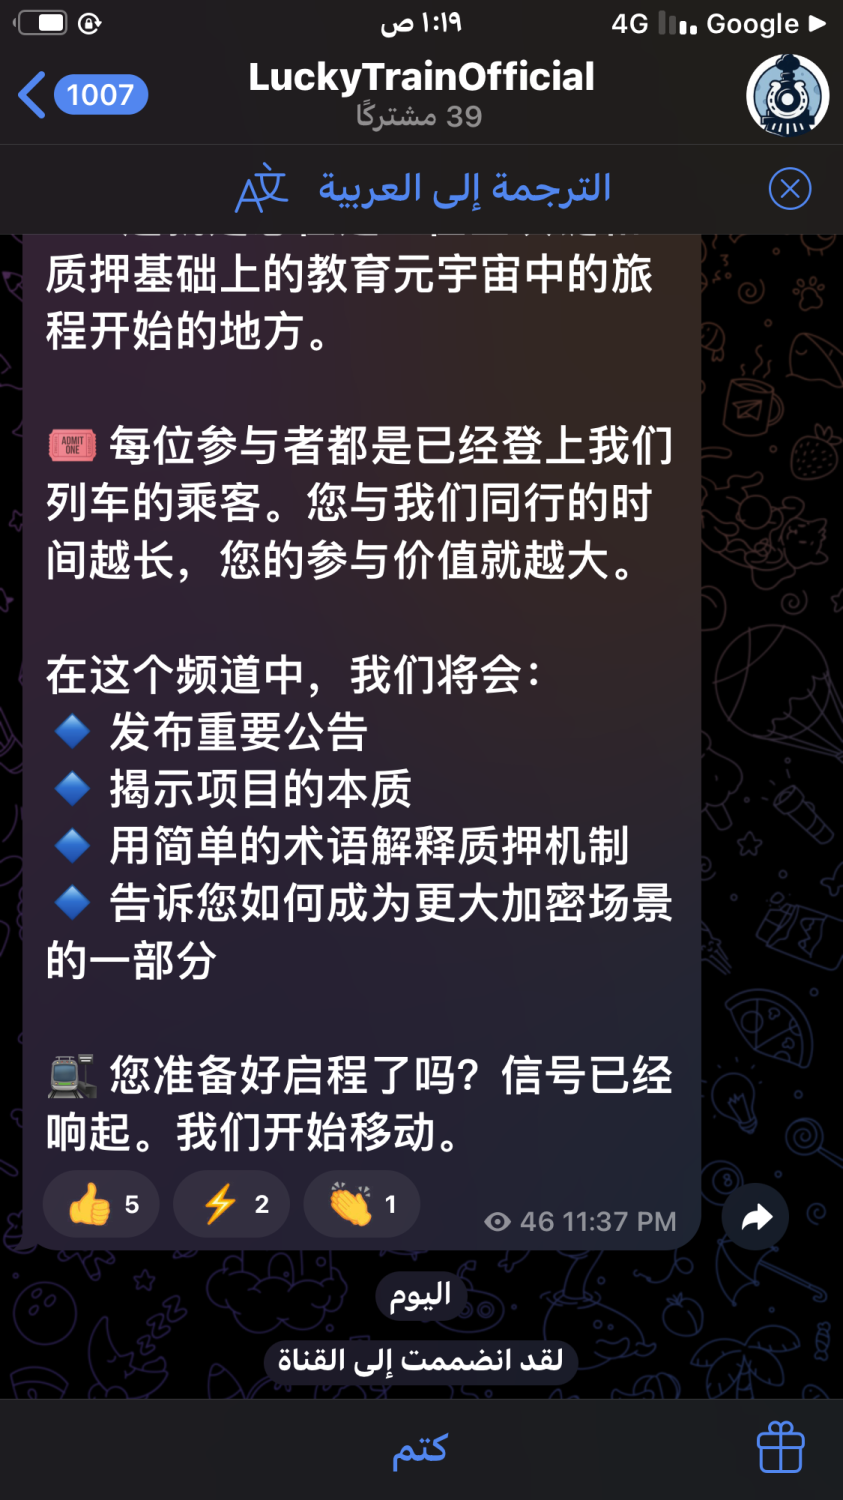 ١:١٩ ص
4G Google
1007
LuckyTrainOfficial
39 مشتركًا
الترجمة إلى العربية
质押基础上的教育元宇宙中的旅
程开始的地方。
ADMIT ONE 每位参与者都是已经登上我们
列车的乘客。您与我们同行的时
间越长，您的参与价值就越大。
在这个频道中，我们将会：
发布重要公告
揭示项目的本质
用简单的术语解释质押机制
告诉您如何成为更大加密场景
的一部分
您准备好启程了吗？信号已经
响起。我们开始移动。
5 2 1
46 11:37 PM
اليوم
لقد انضممت إلى القناة
كتم